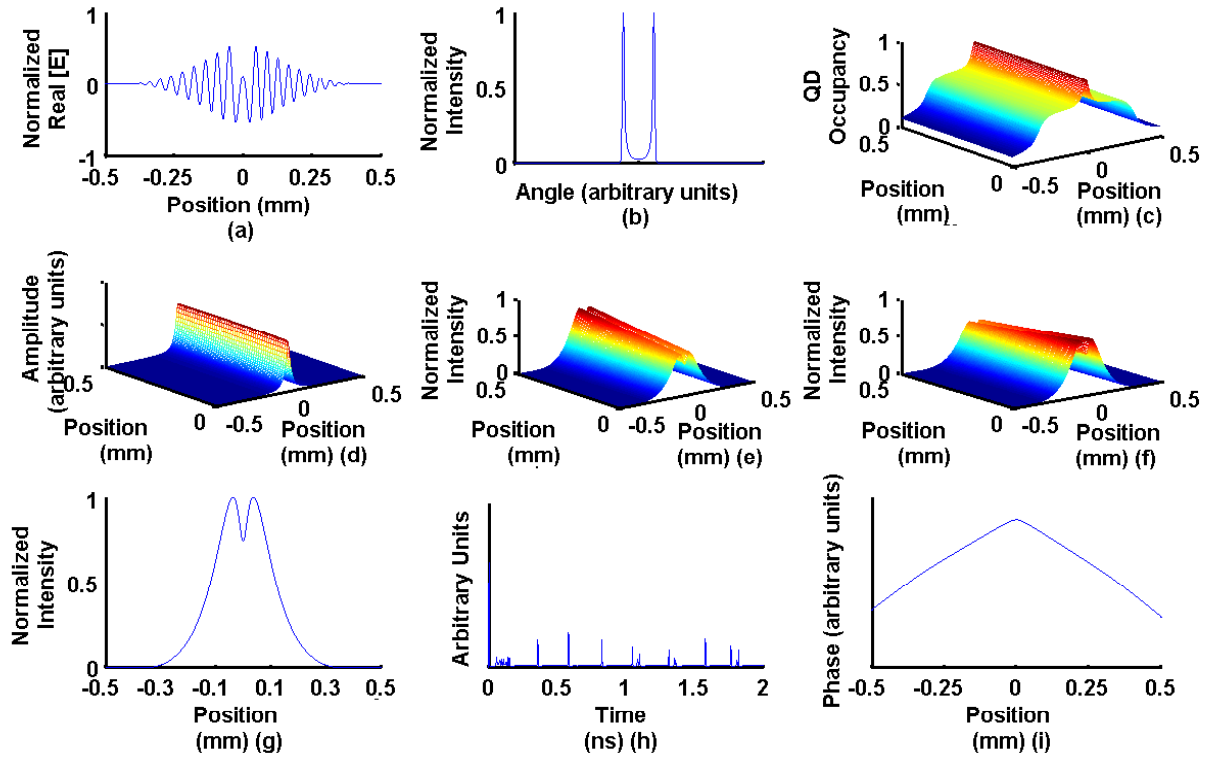 Normalized
Real [E]
1
0
-1
-0.5 -0.25 0 0.25 0.5
Position (mm)
(a)
Normalized
Intensity
1
0.5
0
Angle (arbitrary units)
(b)
QD
Occupancy
1
0.5
0
0.5
0
-0.5
0
0.5
Position
(mm)
Position
(mm) (c)
Amplitude
(arbitrary units)
0.5
0
-0.5
0
0.5
Position
(mm)
Position
(mm) (d)
Normalized
Intensity
1
0.5
0
0.5
0
-0.5
0
0.5
Position
(mm)
Position
(mm) (e)
Normalized
Intensity
1
0.5
0
0.5
0
-0.5
0
0.5
Position
(mm)
Position
(mm) (f)
Normalized
Intensity
1
0.5
0
-0.5 -0.3 -0.1 0.1 0.3 0.5
Position
(mm) (g)
Arbitrary Units
0 0.5 1 1.5 2
Time
(ns) (h)
Phase (arbitrary units)
-0.5 -0.25 0 0.25 0.5
Position
(mm) (i)